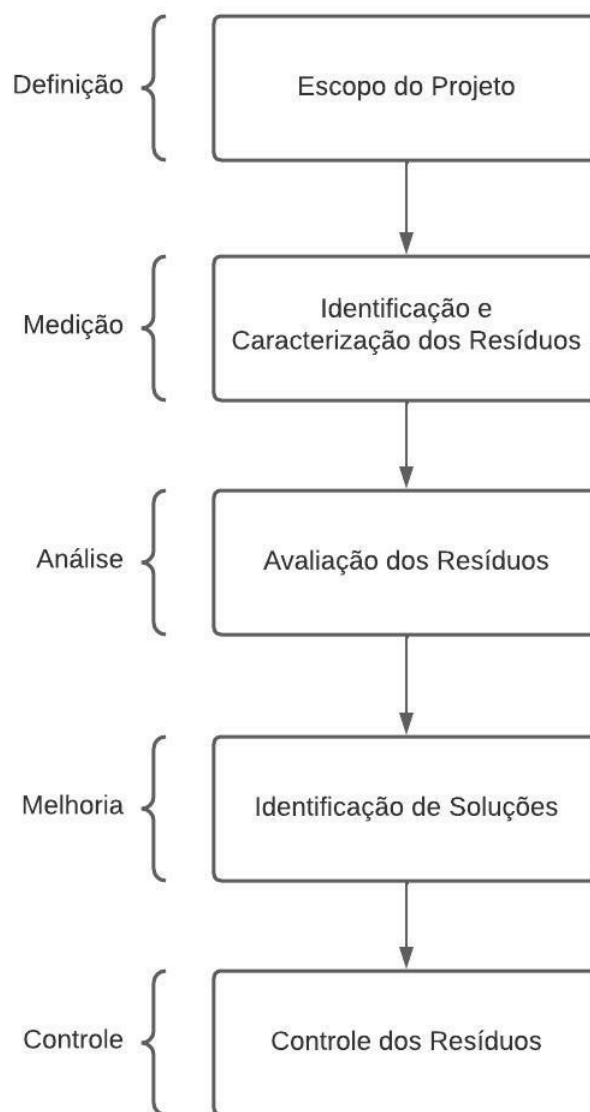 Definição
Escopo do Projeto
Medição
Identificação e
Caracterização dos Resíduos
Análise
Avaliação dos Resíduos
Melhoria
Identificação de Soluções
Controle
Controle dos Resíduos